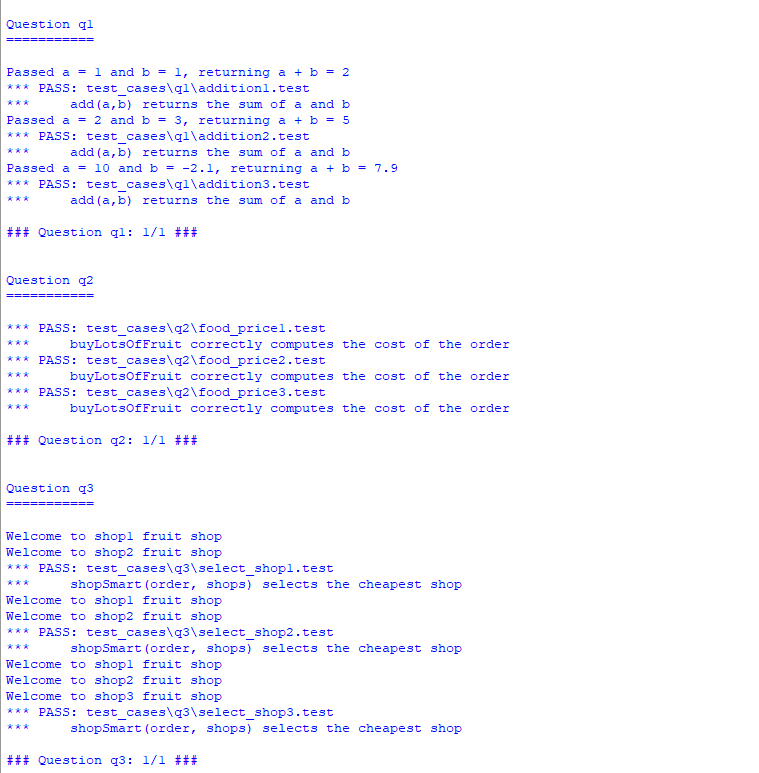 Question q1
===========
Passed a = 1 and b = 1, returning a + b = 2
*** PASS: test_cases\q1\addition1.test
***     add(a,b) returns the sum of a and b
Passed a = 2 and b = 3, returning a + b = 5
*** PASS: test_cases\q1\addition2.test
***     add(a,b) returns the sum of a and b
Passed a = 10 and b = -2.1, returning a + b = 7.9
*** PASS: test_cases\q1\addition3.test
***     add(a,b) returns the sum of a and b
### Question q1: 1/1 ###
Question q2
===========
*** PASS: test_cases\q2\food_price1.test
***     buyLotsOfFruit correctly computes the cost of the order
*** PASS: test_cases\q2\food_price2.test
***     buyLotsOfFruit correctly computes the cost of the order
*** PASS: test_cases\q2\food_price3.test
***     buyLotsOfFruit correctly computes the cost of the order
### Question q2: 1/1 ###
Question q3
===========
Welcome to shop1 fruit shop
Welcome to shop2 fruit shop
*** PASS: test_cases\q3\select_shop1.test
***     shopSmart(order, shops) selects the cheapest shop
Welcome to shop1 fruit shop
Welcome to shop2 fruit shop
*** PASS: test_cases\q3\select_shop2.test
***     shopSmart(order, shops) selects the cheapest shop
Welcome to shop1 fruit shop
Welcome to shop2 fruit shop
Welcome to shop3 fruit shop
*** PASS: test_cases\q3\select_shop3.test
***     shopSmart(order, shops) selects the cheapest shop
### Question q3: 1/1 ###